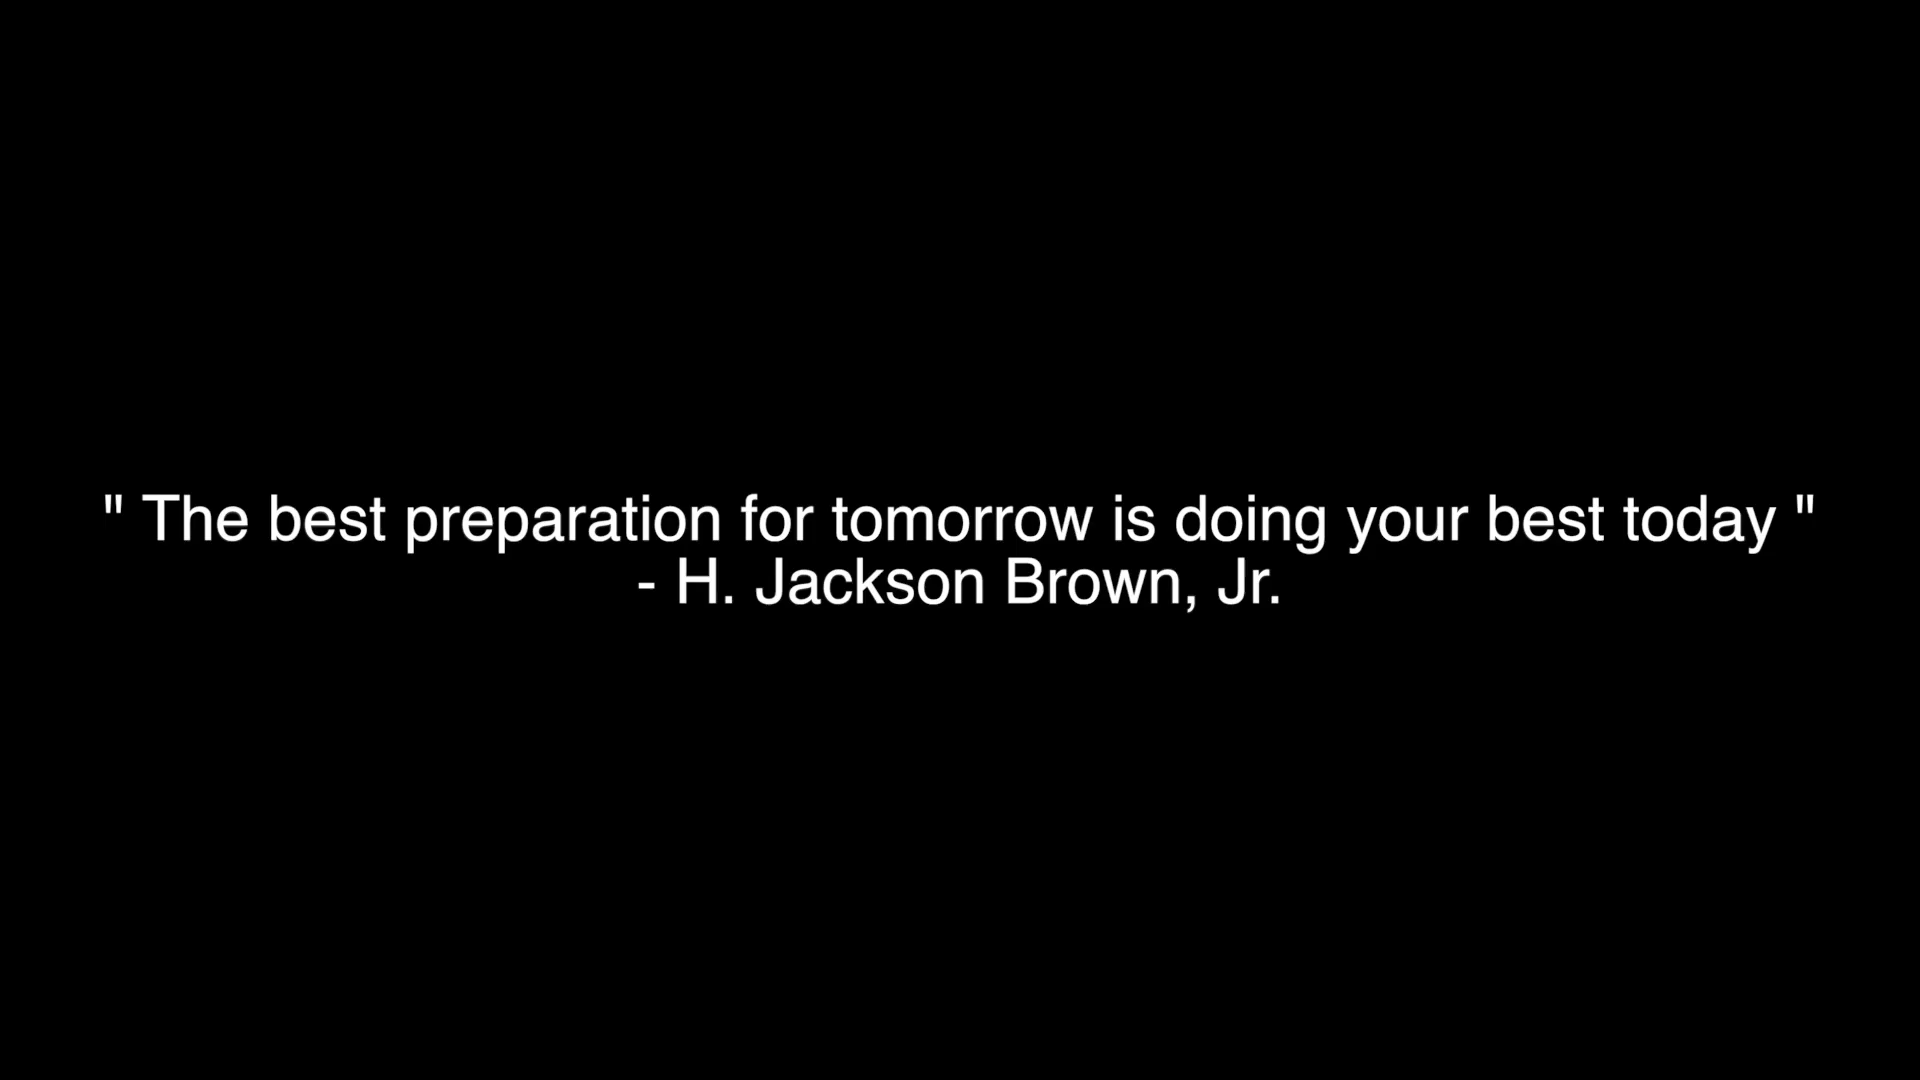 " The best preparation for tomorrow is doing your best today "
- H. Jackson Brown, Jr.